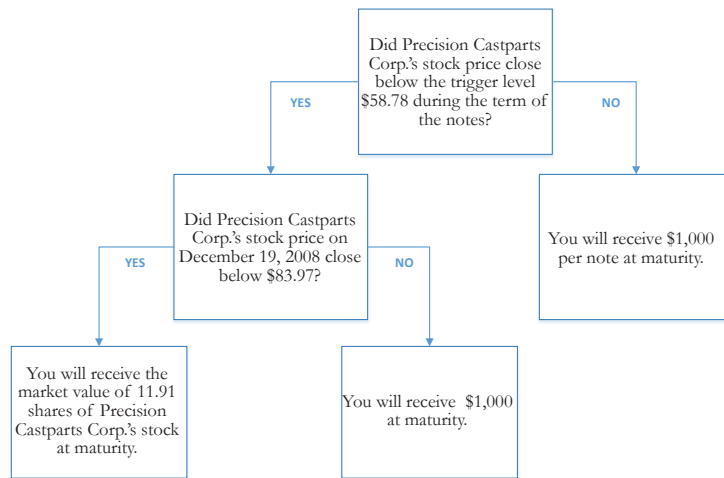 Did Precision Castparts
Corp.'s stock price close
below the trigger level
$58.78 during the term of
the notes?
YES
NO
Did Precision Castparts
Corp.'s stock price on
December 19, 2008 close
below $83.97?
You will receive $1,000
per note at maturity.
YES
NO
You will receive the
market value of 11.91
shares of Precision
Castparts Corp.'s stock
at maturity.
You will receive $1,000
at maturity.